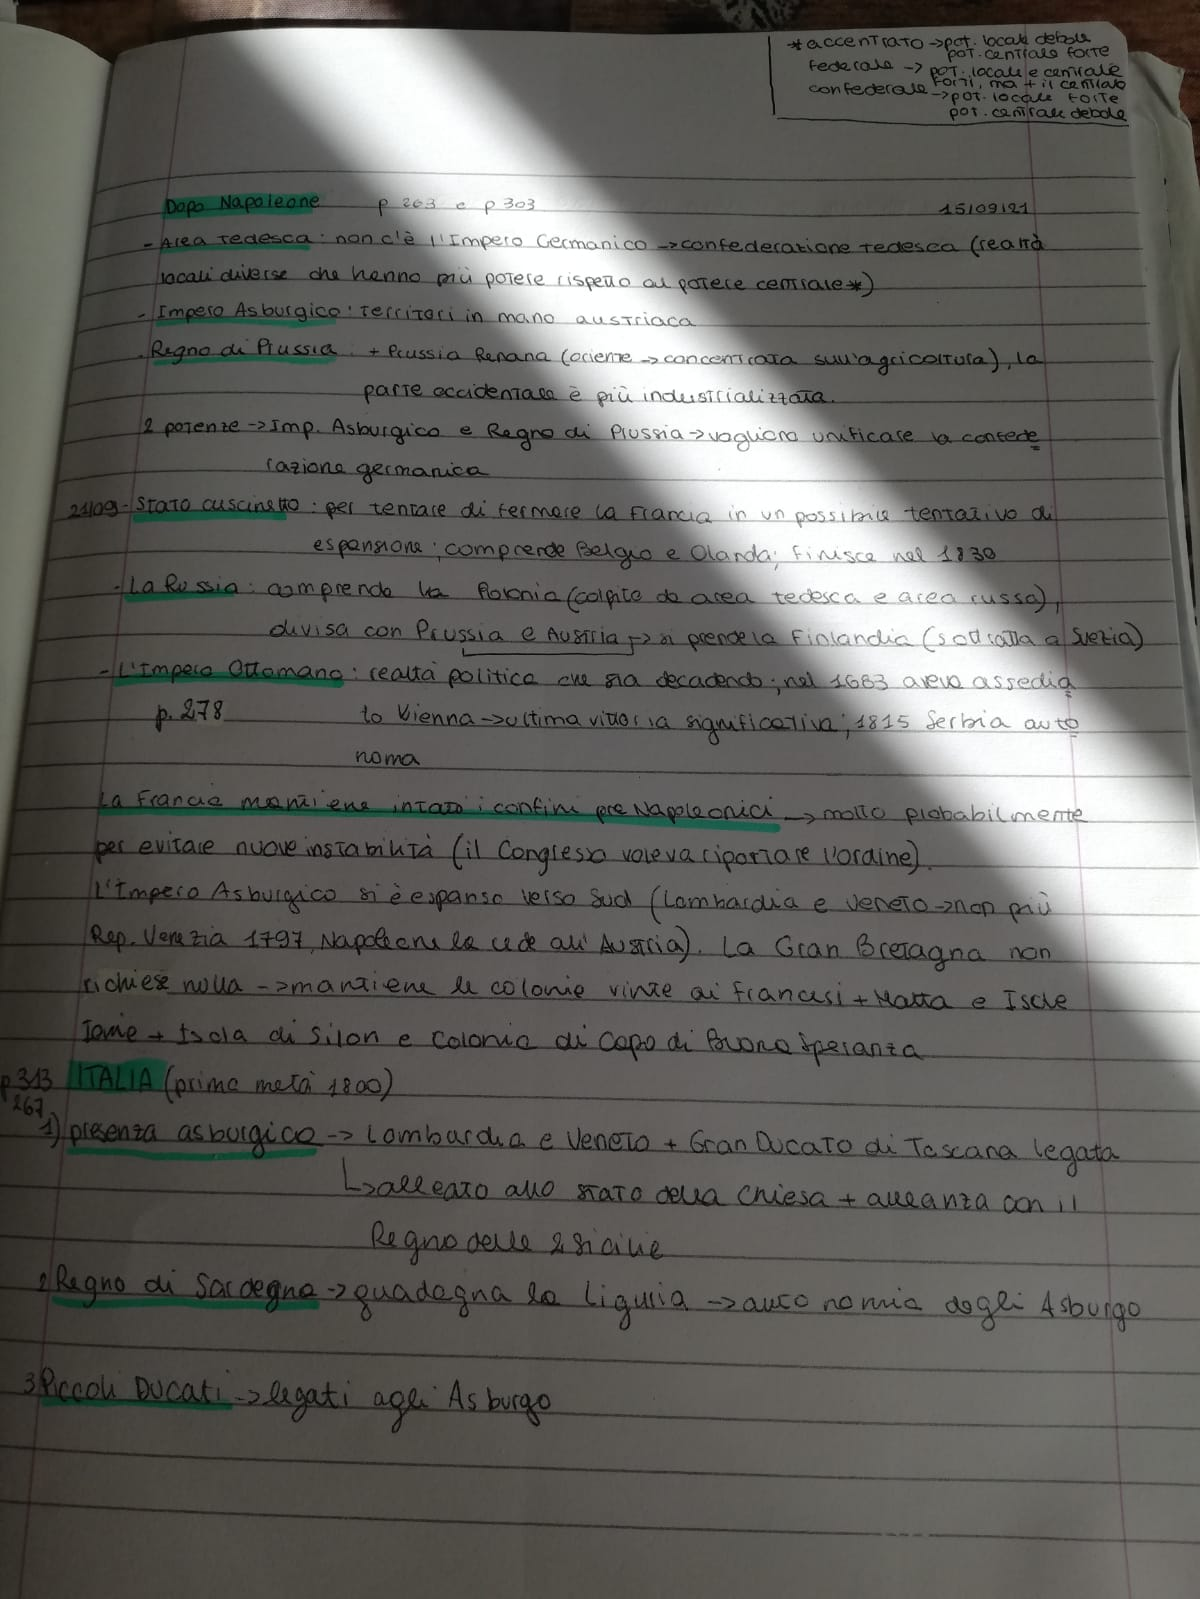 *accentrato->pot. locale debole
pot. centrale forte
federale -> pot. locale e centrale
forti, ma + il centrale
confederale->pot. locale forte
pot. centrale debole
Dopo Napoleone p 263 e p 303
15/09/21
- Area tedesca: non c'è l'Impero Germanico -> confederazione tedesca (realtà
locali diverse che hanno più potere rispetto al potere centrale*)
- Impero Asburgico: territori in mano austriaca
- Regno di Prussia: + Prussia Renana (oriente -> concentrata sull'agricoltura), la
parte occidentale è più industrializzata.
2 potenze -> Imp. Asburgico e Regno di Prussia->vogliono unificare la confede
razione germanica
21/09- Stato cuscinetto: per tentare di fermare la Francia in un possibile tentativo di
espansione; comprende Belgio e Olanda; finisce nel 1830
- La Russia: comprende la Polonia (colpita da area tedesca e area russa),
divisa con Prussia e Austria -> si prende la Finlandia (sottratta a Svezia)
- L'Impero Ottomano: realtà politica che sta decadendo; nel 1683 aveva assedia
p. 278 to Vienna->ultima vittoria significativa; 1815 Serbia auto
noma
La Francia mantiene intatti i confini pre Napoleonici -> molto probabilmente
per evitare nuove instabilità (il Congresso voleva riportare l'ordine).
L'Impero Asburgico si è espanso verso Sud (Lombardia e Veneto->non più
Rep. Venezia 1797, Napoleone la cede all'Austria). La Gran Bretagna non
richiese nulla ->mantiene le colonie vinte ai francesi + Malta e Isole
Ionie + Isola di Silon e Colonia di Capo di Buona Speranza
p 313 ITALIA (prima metà 1800)
267
1) presenza asburgica -> Lombardia e Veneto + Gran Ducato di Toscana legata
↳alleato allo stato della Chiesa + alleanza con il
Regno delle 2 Sicilie
2 Regno di Sardegna -> guadagna la Liguria -> autonomia dagli Asburgo
3 Piccoli Ducati -> legati agli Asburgo